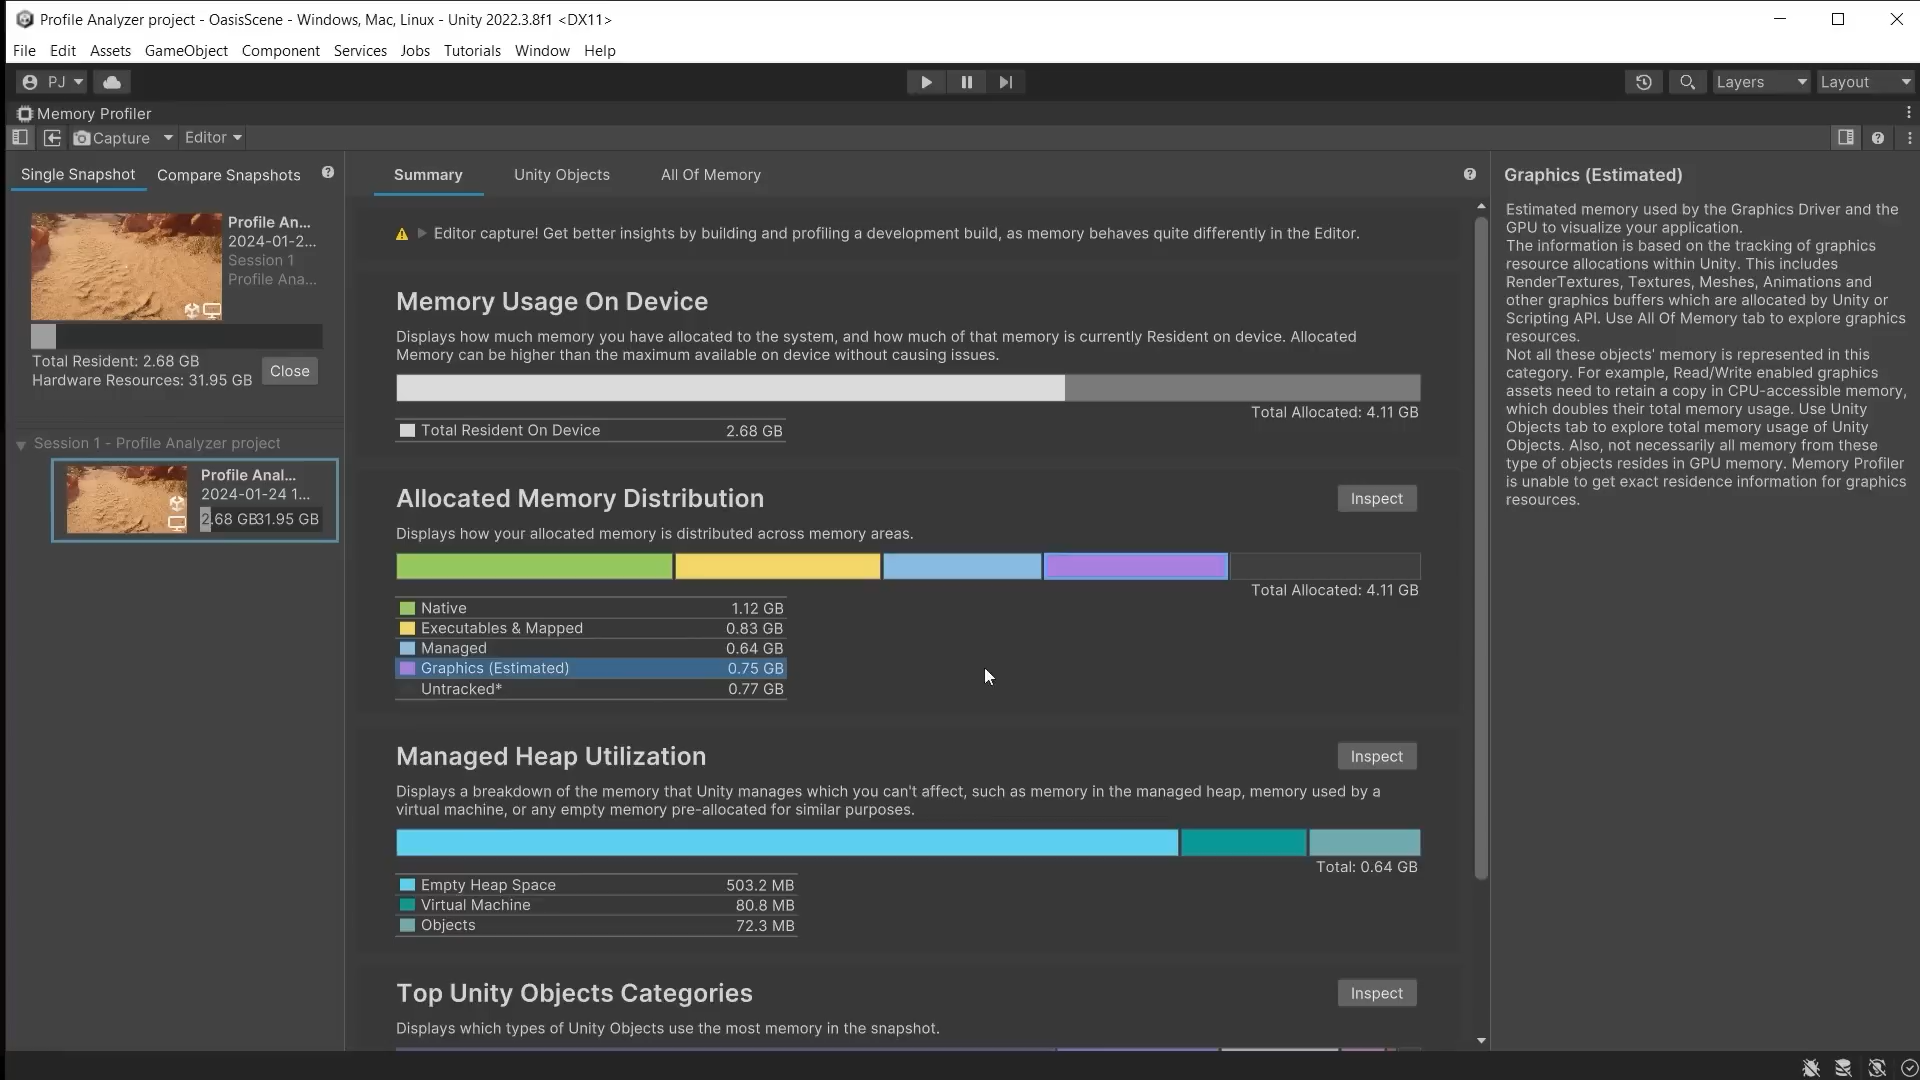 Profile Analyzer project - OasisScene - Windows, Mac, Linux - Unity 2022.3.8f1 <DX11>
File Edit Assets GameObject Component Services Jobs Tutorials Window Help
PJ Layers Layout
Memory Profiler
Capture Editor
Single Snapshot Compare Snapshots
Profile An...
2024-01-2...
Session 1
Profile Ana...
Total Resident: 2.68 GB
Hardware Resources: 31.95 GB
Close
Session 1 - Profile Analyzer project
Profile Anal...
2024-01-24 1...
2.68 GB31.95 GB
Summary Unity Objects All Of Memory
Editor capture! Get better insights by building and profiling a development build, as memory behaves quite differently in the Editor.
Memory Usage On Device
Displays how much memory you have allocated to the system, and how much of that memory is currently Resident on device. Allocated
Memory can be higher than the maximum available on device without causing issues.
Total Allocated: 4.11 GB
Total Resident On Device 2.68 GB
Allocated Memory Distribution
Inspect
Displays how your allocated memory is distributed across memory areas.
Total Allocated: 4.11 GB
Native 1.12 GB
Executables & Mapped 0.83 GB
Managed 0.64 GB
Graphics (Estimated) 0.75 GB
Untracked* 0.77 GB
Managed Heap Utilization
Inspect
Displays a breakdown of the memory that Unity manages which you can't affect, such as memory in the managed heap, memory used by a
virtual machine, or any empty memory pre-allocated for similar purposes.
Total: 0.64 GB
Empty Heap Space 503.2 MB
Virtual Machine 80.8 MB
Objects 72.3 MB
Top Unity Objects Categories
Inspect
Displays which types of Unity Objects use the most memory in the snapshot.
Graphics (Estimated)
Estimated memory used by the Graphics Driver and the
GPU to visualize your application.
The information is based on the tracking of graphics
resource allocations within Unity. This includes
RenderTextures, Textures, Meshes, Animations and
other graphics buffers which are allocated by Unity or
Scripting API. Use All Of Memory tab to explore graphics
resources.
Not all these objects' memory is represented in this
category. For example, Read/Write enabled graphics
assets need to retain a copy in CPU-accessible memory,
which doubles their total memory usage. Use Unity
Objects tab to explore total memory usage of Unity
Objects. Also, not necessarily all memory from these
type of objects resides in GPU memory. Memory Profiler
is unable to get exact residence information for graphics
resources.